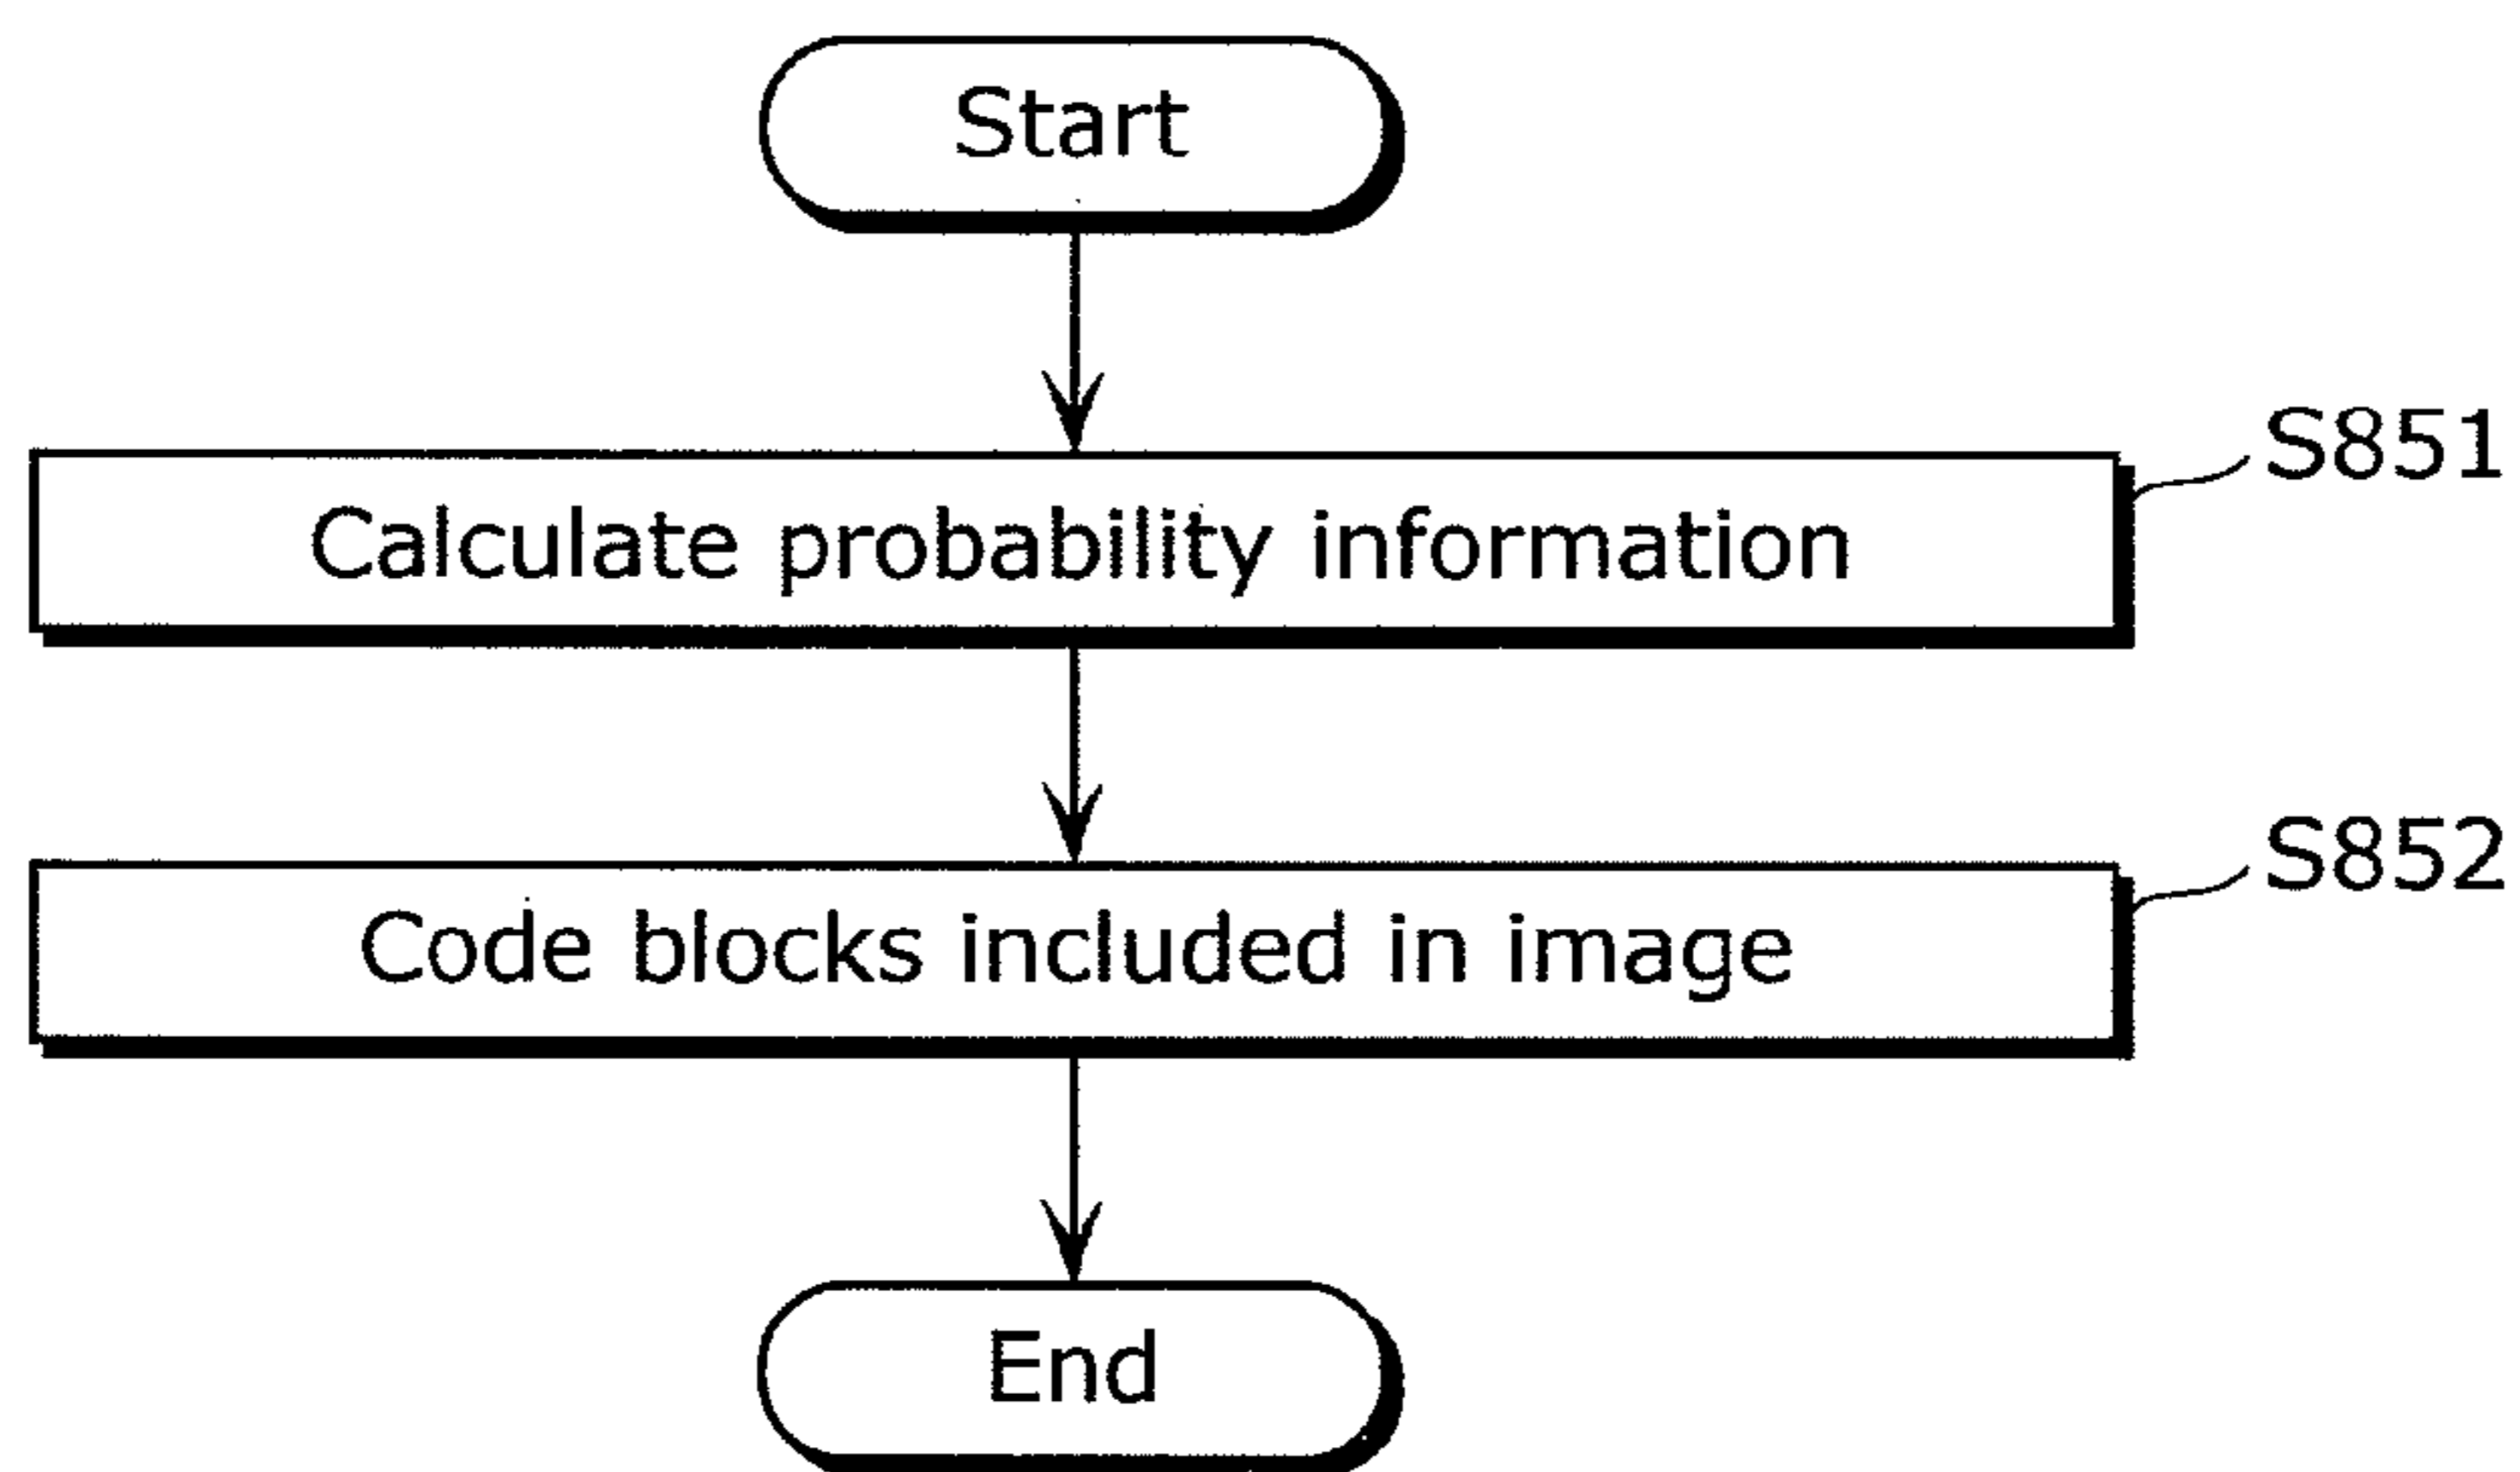 Start
S851
Calculate probability information
S852
Code blocks included in image
End